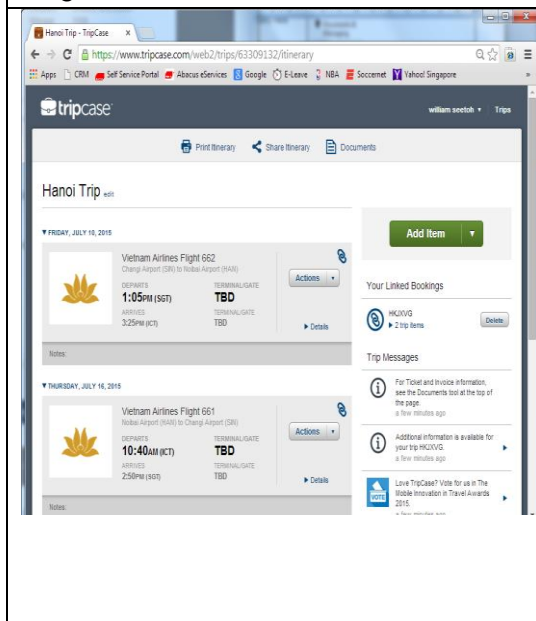 Hanoi Trip - TripCase
https://www.tripcase.com/web2/trips/63309132/itinerary
Apps CRM Self Service Portal Abacus eServices Google E-Leave NBA Soccernet Yahoo! Singapore »
tripcase
william seetoh Trips
Print Itinerary Share Itinerary Documents
Hanoi Trip edit
FRIDAY, JULY 10, 2015
Vietnam Airlines Flight 662
Changi Airport (SIN) to Noibai Airport (HAN)
DEPARTS TERMINAL/GATE
1:05PM (SGT) TBD
ARRIVES TERMINAL/GATE
3:25PM (ICT) TBD
Actions
Details
Notes:
THURSDAY, JULY 16, 2015
Vietnam Airlines Flight 661
Noibai Airport (HAN) to Changi Airport (SIN)
DEPARTS TERMINAL/GATE
10:40AM (ICT) TBD
ARRIVES TERMINAL/GATE
2:50PM (SGT) TBD
Actions
Details
Notes:
Add Item
Your Linked Bookings
2 trip items
Delete
Trip Messages
For Ticket and Invoice information,
see the Documents tool at the top of
the page.
a few minutes ago
Additional information is available for
your trip HKJXVG.
a few minutes ago
VOTE
Love TripCase? Vote for us in The
Mobile Innovation in Travel Awards
2015.
a few minutes ago